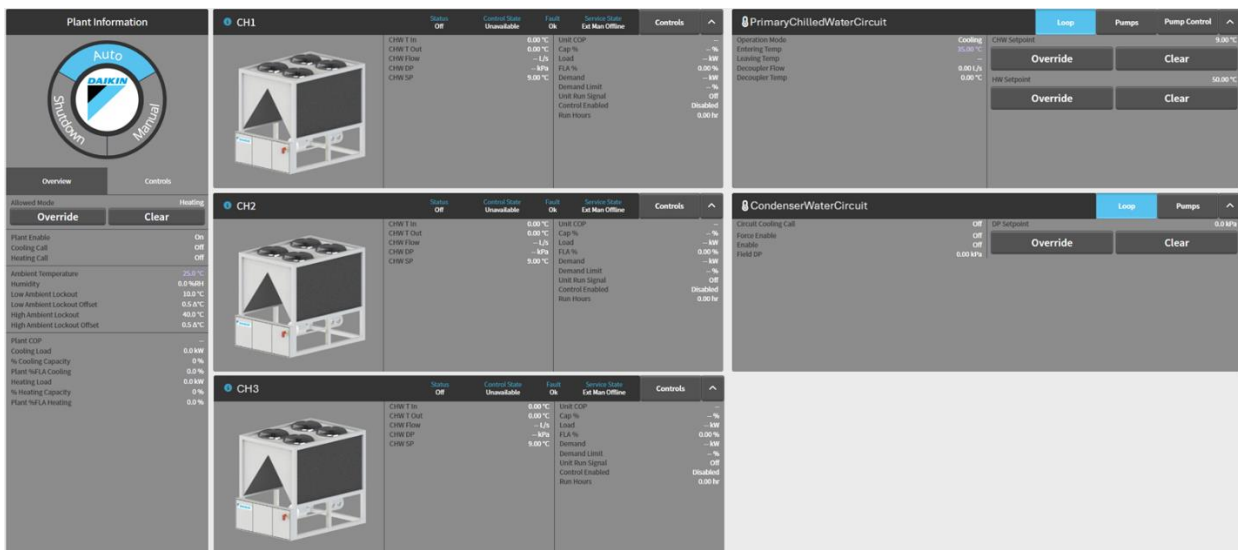 Plant Information
Auto
DAIKIN
Shutdown
Manual
Overview Controls
Allowed Mode Heating
Override Clear
Plant Enable On
Cooling Call Off
Heating Call Off
Ambient Temperature 25.0 °C
Humidity 0.0 %RH
Low Ambient Lockout 10.0 °C
Low Ambient Lockout Offset 0.5 Δ°C
High Ambient Lockout 40.0 °C
High Ambient Lockout Offset 0.5 Δ°C
Plant COP --
Cooling Load 0.0 kW
% Cooling Capacity 0 %
Plant %FLA Cooling 0.0 %
Heating Load 0.0 kW
% Heating Capacity 0 %
Plant %FLA Heating 0.0 %
CH1
Status Control State Fault Service State
Off Unavailable Ok Ext Man Offline
Controls
CHW T In 0.00 °C
CHW T Out 0.00 °C
CHW Flow -- L/s
CHW DP -- kPa
CHW SP 9.00 °C
Unit COP --
Cap % -- %
Load -- kW
FLA % 0.00 %
Demand -- kW
Demand Limit -- %
Unit Run Signal Off
Control Enabled Disabled
Run Hours 0.00 hr
CH2
Status Control State Fault Service State
Off Unavailable Ok Ext Man Offline
Controls
CHW T In 0.00 °C
CHW T Out 0.00 °C
CHW Flow -- L/s
CHW DP -- kPa
CHW SP 9.00 °C
Unit COP --
Cap % -- %
Load -- kW
FLA % 0.00 %
Demand -- kW
Demand Limit -- %
Unit Run Signal Off
Control Enabled Disabled
Run Hours 0.00 hr
CH3
Status Control State Fault Service State
Off Unavailable Ok Ext Man Offline
Controls
CHW T In 0.00 °C
CHW T Out 0.00 °C
CHW Flow -- L/s
CHW DP -- kPa
CHW SP 9.00 °C
Unit COP --
Cap % -- %
Load -- kW
FLA % 0.00 %
Demand -- kW
Demand Limit -- %
Unit Run Signal Off
Control Enabled Disabled
Run Hours 0.00 hr
PrimaryChilledWaterCircuit
Loop Pumps Pump Control
Operation Mode Cooling
Entering Temp
Leaving Temp --
Decoupler Flow 0.00 L/s
Decoupler Temp 0.00 °C
CHW Setpoint 9.00 °C
Override Clear
HW Setpoint 50.00 °C
Override Clear
CondenserWaterCircuit
Loop Pumps
Circuit Cooling Call Off
Force Enable Off
Enable Off
Field DP 0.00 kPa
DP Setpoint 0.0 kPa
Override Clear